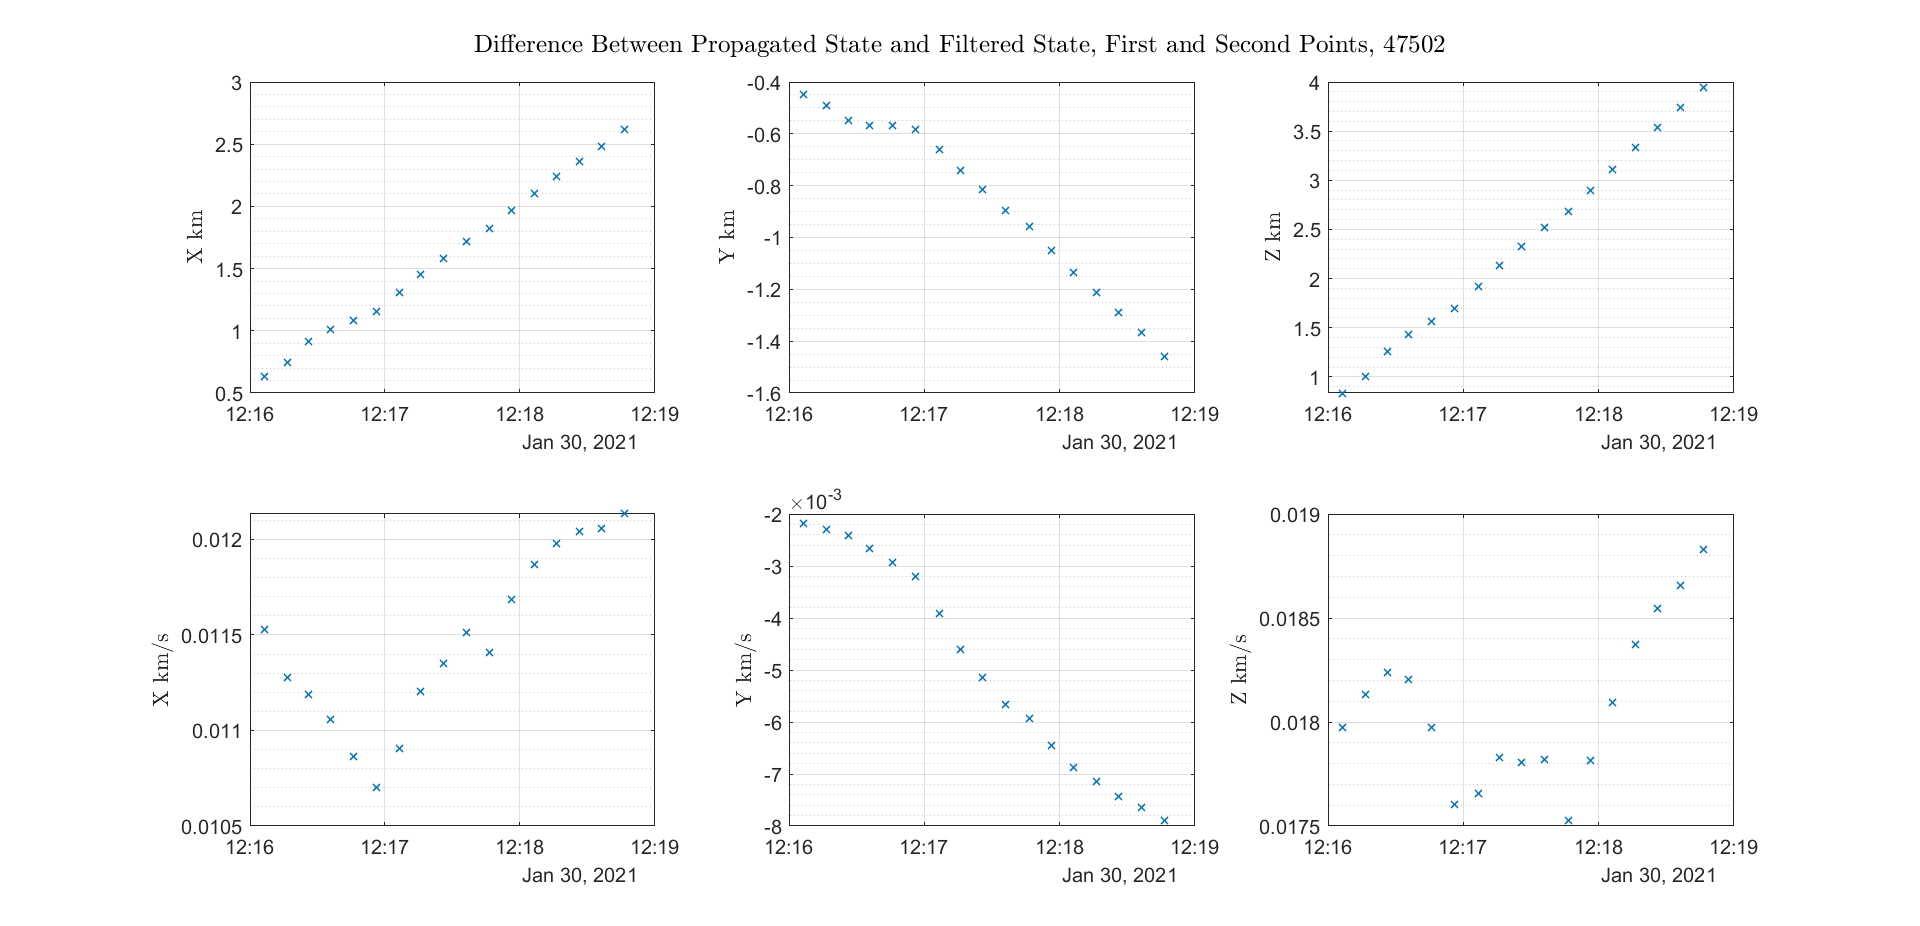 Difference Between Propagated State and Filtered State, First and Second Points, 47502
3
2.5
2
1.5
1
0.5
X km
12:16 12:17 12:18 12:19
Jan 30, 2021
-0.4
-0.6
-0.8
-1
-1.2
-1.4
-1.6
Y km
12:16 12:17 12:18 12:19
Jan 30, 2021
4
3.5
3
2.5
2
1.5
1
Z km
12:16 12:17 12:18 12:19
Jan 30, 2021
0.012
0.0115
0.011
0.0105
X km/s
12:16 12:17 12:18 12:19
Jan 30, 2021
×10-3
-2
-3
-4
-5
-6
-7
-8
Y km/s
12:16 12:17 12:18 12:19
Jan 30, 2021
0.019
0.0185
0.018
0.0175
Z km/s
12:16 12:17 12:18 12:19
Jan 30, 2021